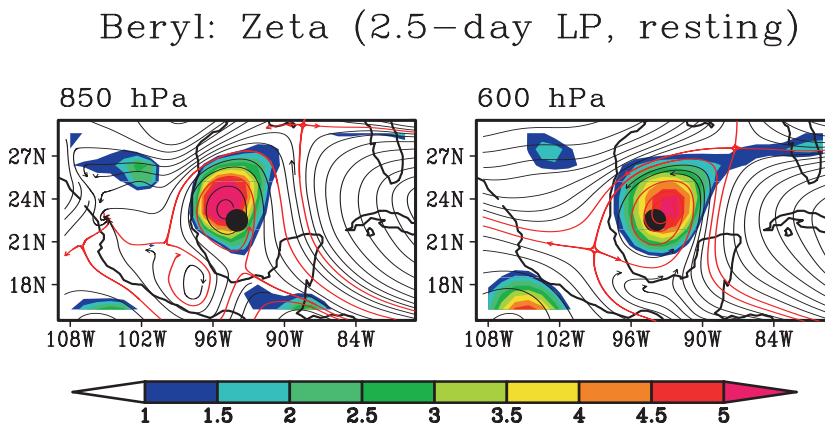 Beryl: Zeta (2.5-day LP, resting)
850 hPa
600 hPa
27N
24N
21N
18N
27N
24N
21N
18N
108W 102W 96W 90W 84W
108W 96W 90W 84W
1 1.5 2 2.5 3 3.5 4 4.5 5